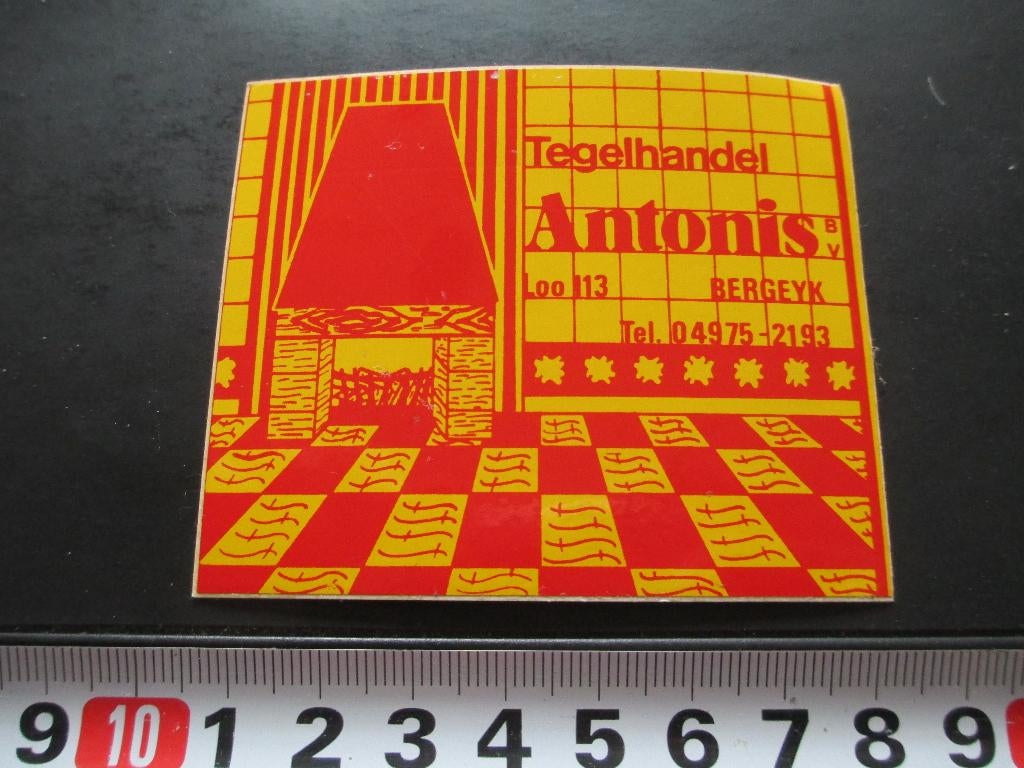 Tegelhandel
Antonis BV
Loo 113 BERGEYK
Tel. 04975-2193
9 10 1 2 3 4 5 6 7 8 9